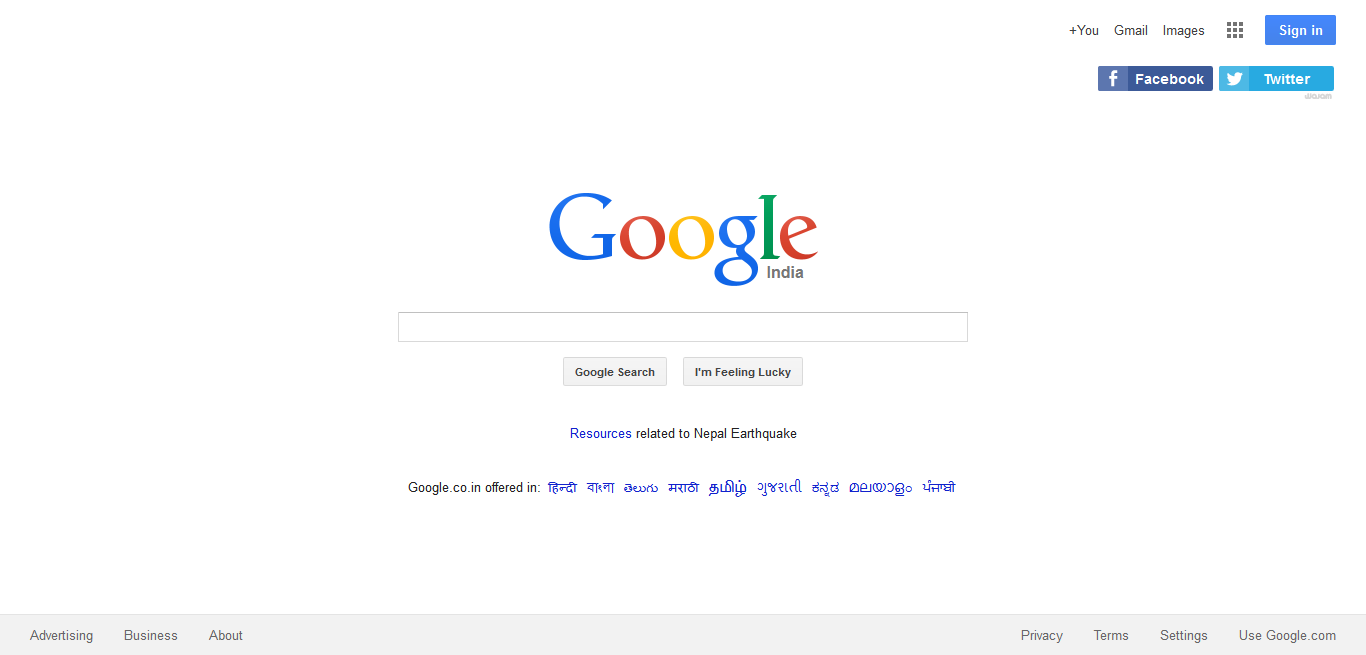 +You Gmail Images Sign in
Facebook Twitter
wajam
Google
India
Google Search I'm Feeling Lucky
Resources related to Nepal Earthquake
Google.co.in offered in: हिन्दी বাংলা తెలుగు मराठी தமிழ் ગુજરાતી ಕನ್ನಡ മലയാളം ਪੰਜਾਬੀ
Advertising Business About Privacy Terms Settings Use Google.com